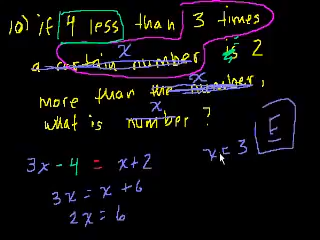 10) if 4 less than 3 times
x
a certain number is 2
x
more than the number,
x
what is number ?
3x - 4 = x + 2
x = 3
E
3x = x + 6
2x = 6